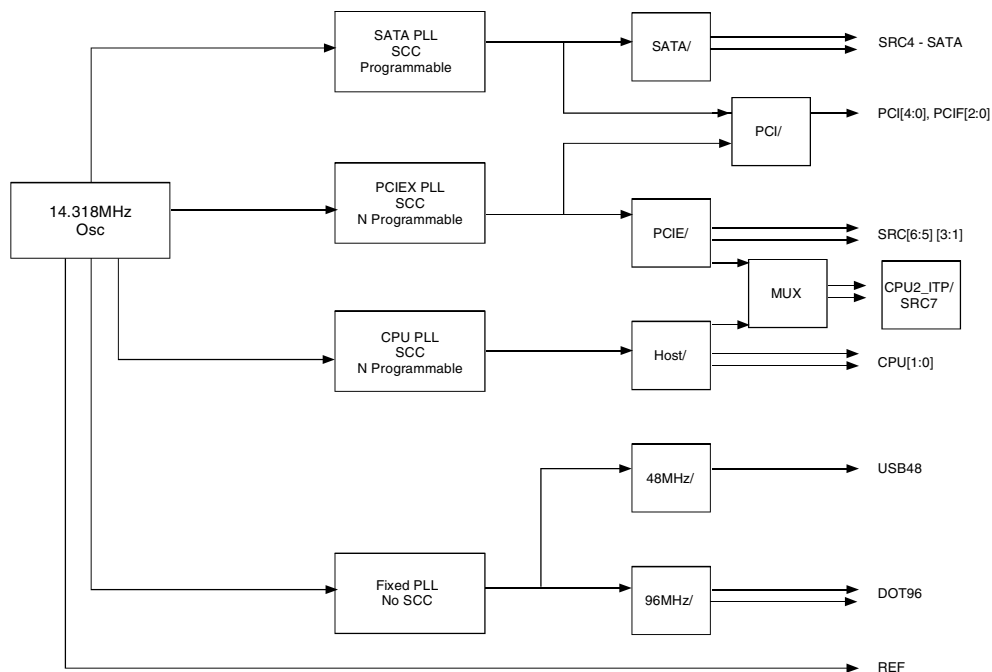 SATA PLL
SCC
Programmable
SATA/
SRC4 - SATA
PCI/
PCI[4:0], PCIF[2:0]
14.318MHz
Osc
PCIEX PLL
SCC
N Programmable
PCIE/
SRC[6:5] [3:1]
MUX
CPU2_ITP/
SRC7
CPU PLL
SCC
N Programmable
Host/
CPU[1:0]
48MHz/
USB48
Fixed PLL
No SCC
96MHz/
DOT96
REF